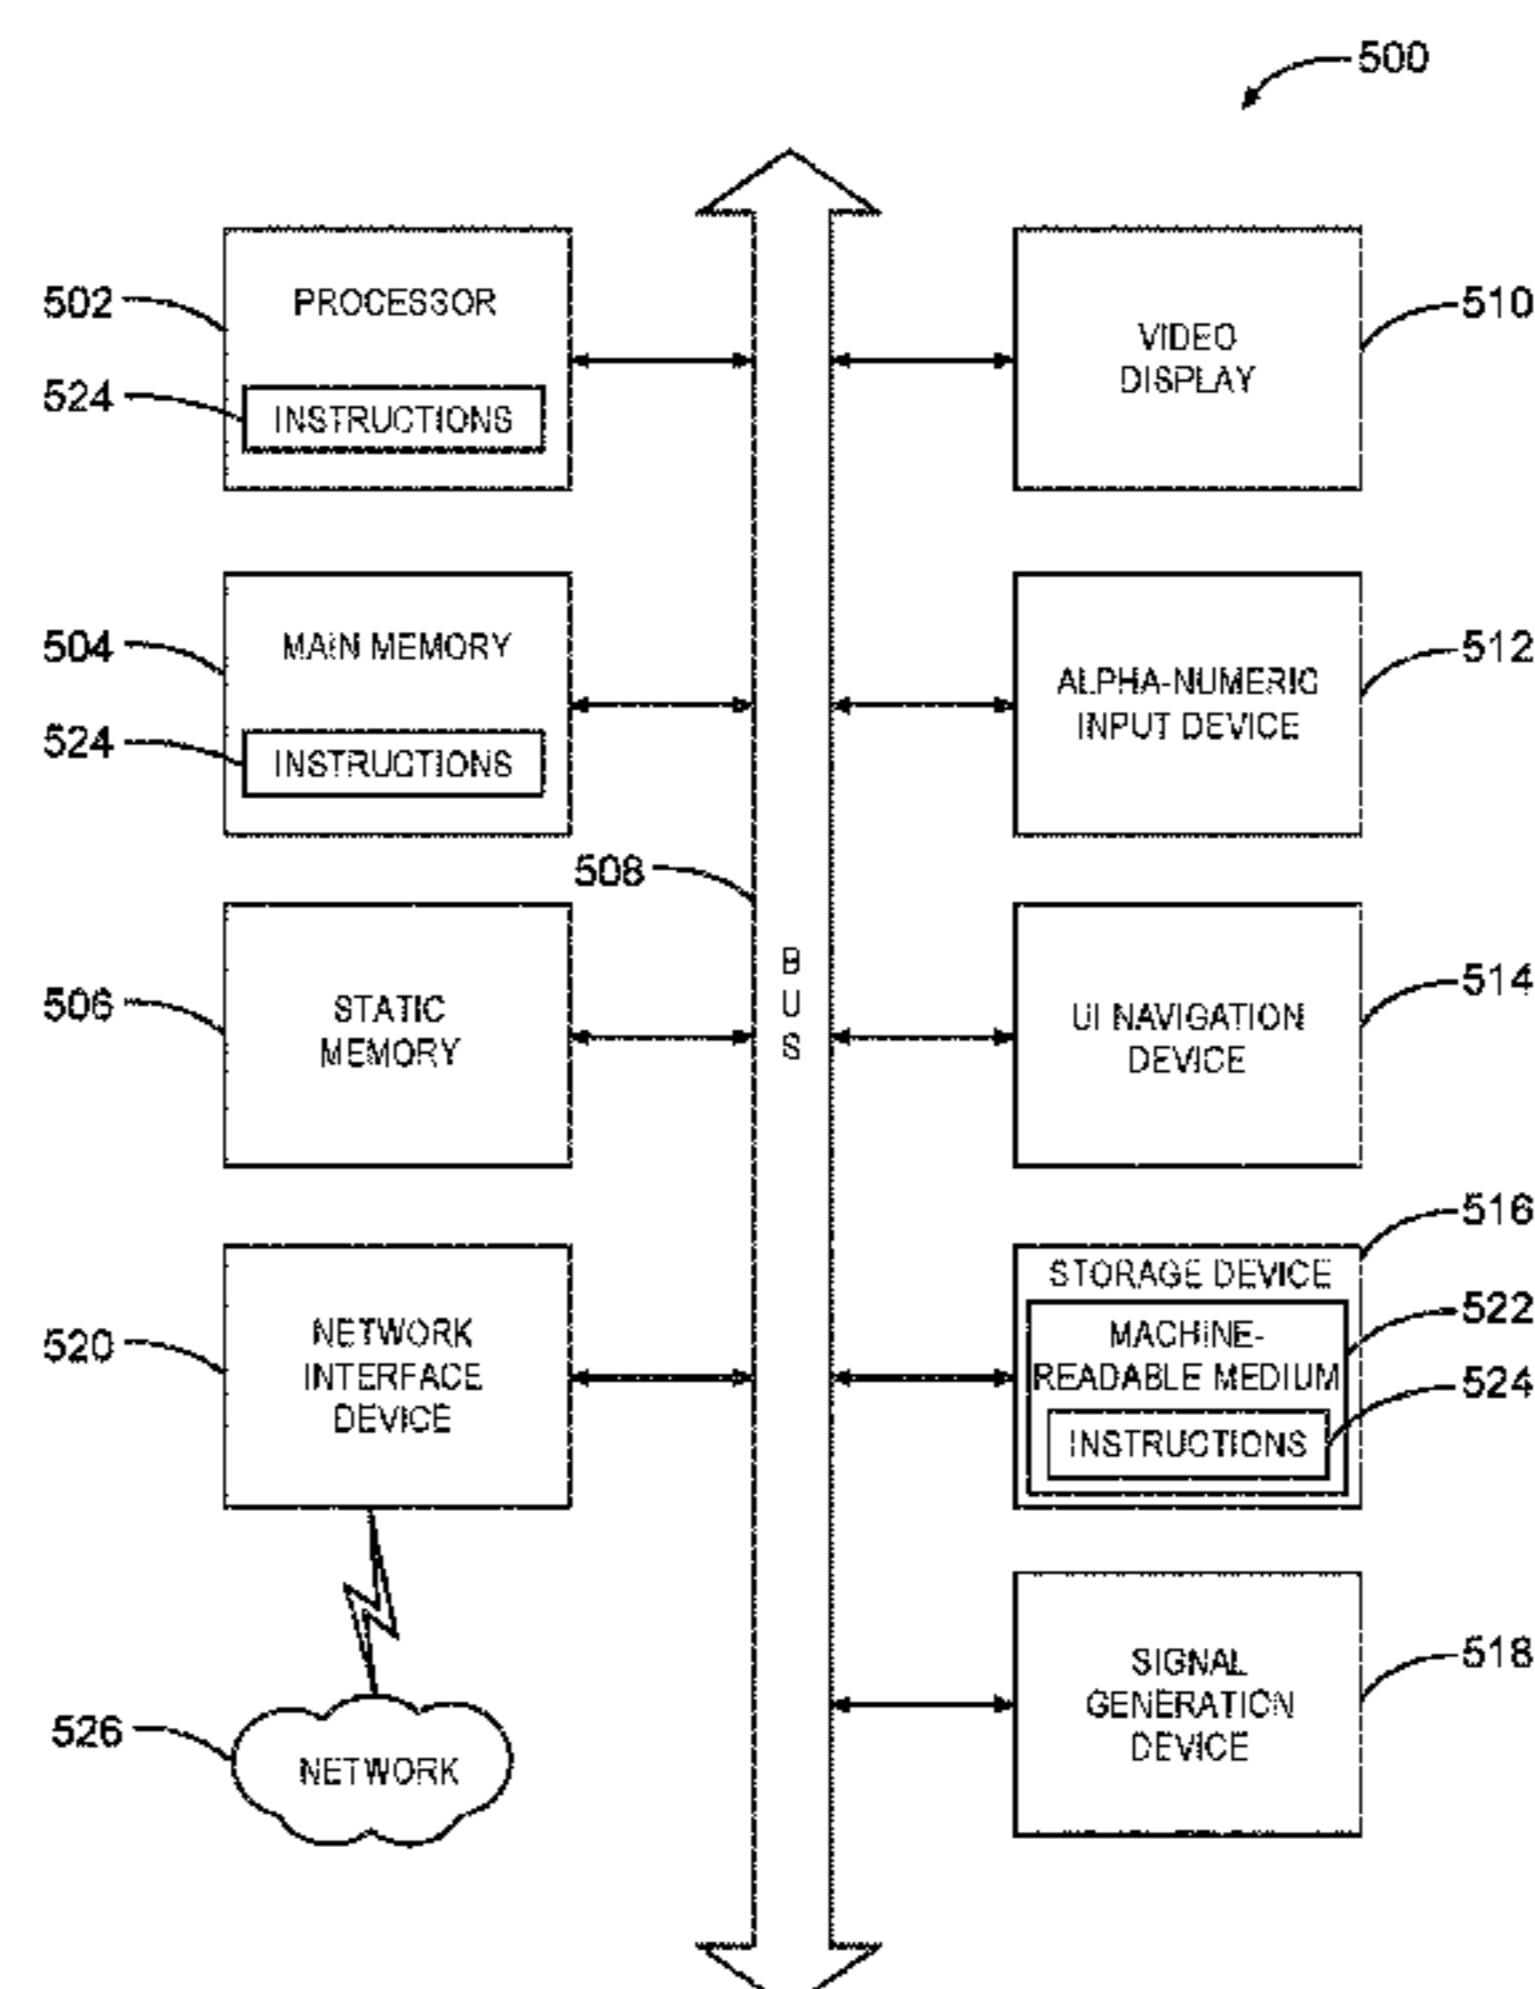 500
502
PROCESSOR
524
INSTRUCTIONS
504
MAIN MEMORY
524
INSTRUCTIONS
506
STATIC
MEMORY
520
NETWORK
INTERFACE
DEVICE
526
NETWORK
508
B
U
S
VIDEO
DISPLAY
510
ALPHA-NUMERIC
INPUT DEVICE
512
UI NAVIGATION
DEVICE
514
STORAGE DEVICE
516
MACHINE-
READABLE MEDIUM
522
INSTRUCTIONS
524
SIGNAL
GENERATION
DEVICE
518